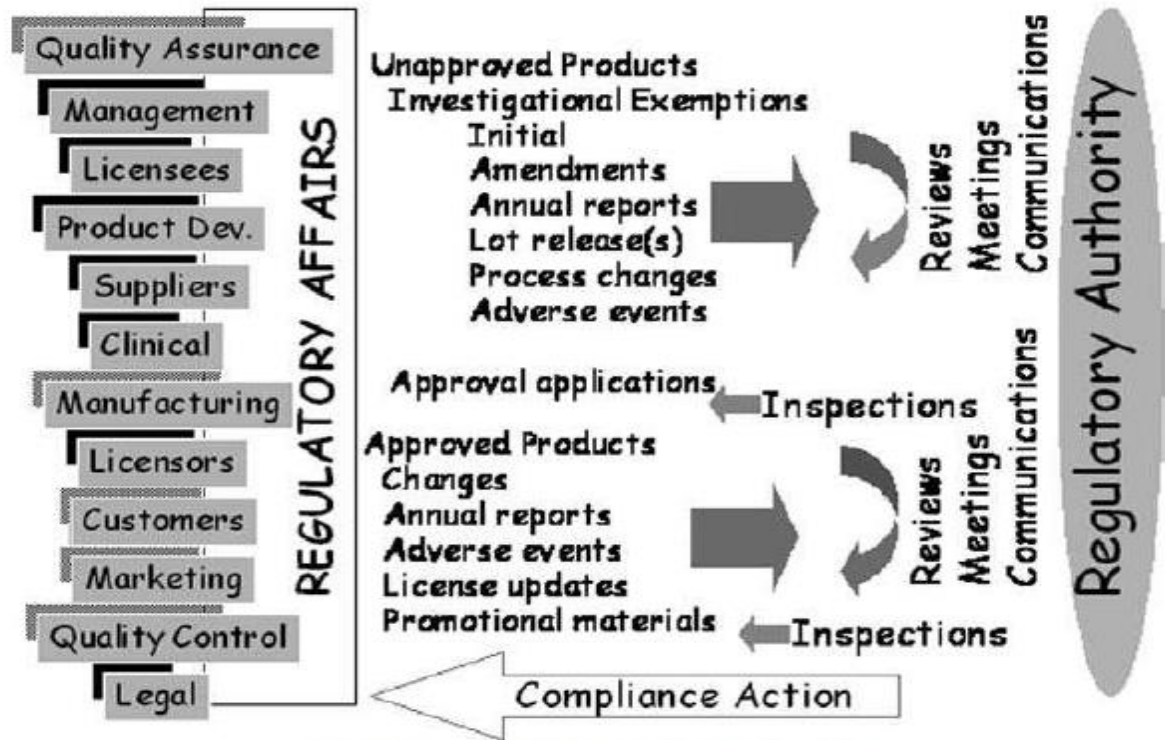 Quality Assurance
Management
Licensees
Product Dev.
Suppliers
Clinical
Manufacturing
Licensors
Customers
Marketing
Quality Control
Legal
REGULATORY AFFAIRS
Unapproved Products
Investigational Exemptions
Initial
Amendments
Annual reports
Lot release(s)
Process changes
Adverse events
Reviews
Meetings
Communications
Approval applications
Inspections
Approved Products
Changes
Annual reports
Adverse events
License updates
Promotional materials
Reviews
Meetings
Communications
Inspections
Compliance Action
Regulatory Authority